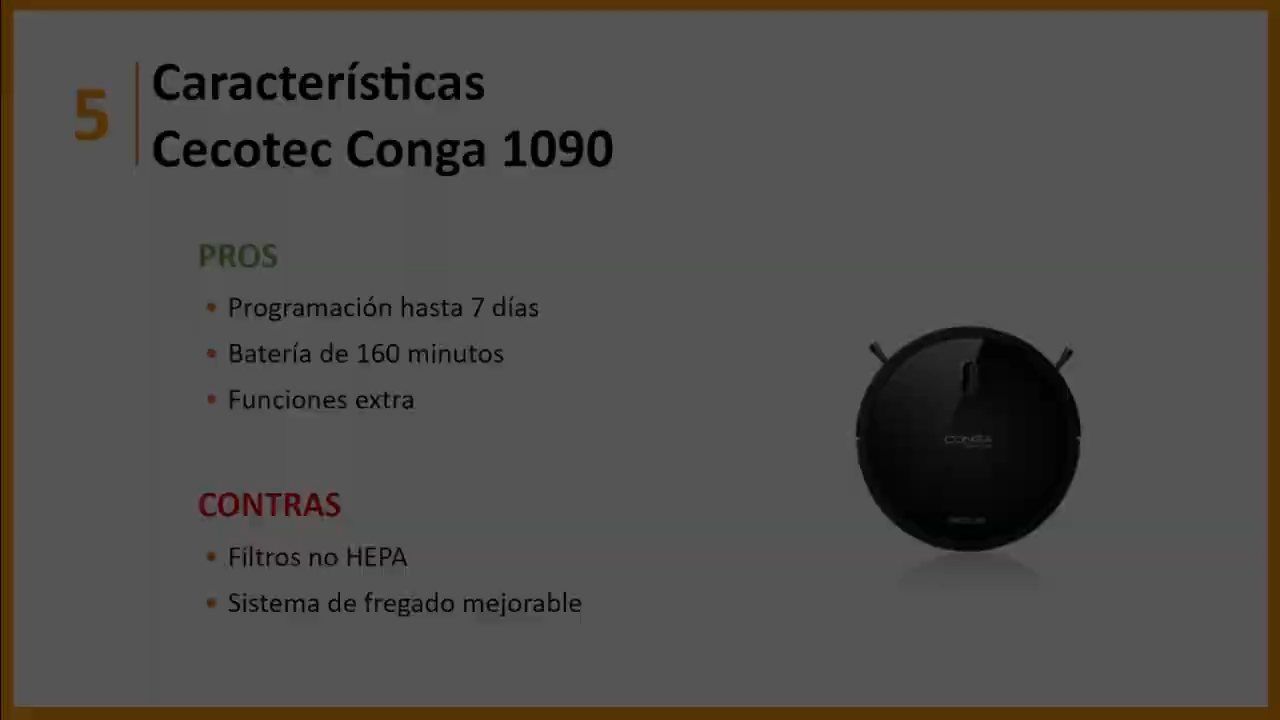 5
Características
Cecotec Conga 1090
PROS
• Programación hasta 7 días
• Batería de 160 minutos
• Funciones extra
CONTRAS
• Filtros no HEPA
• Sistema de fregado mejorable
CONGA